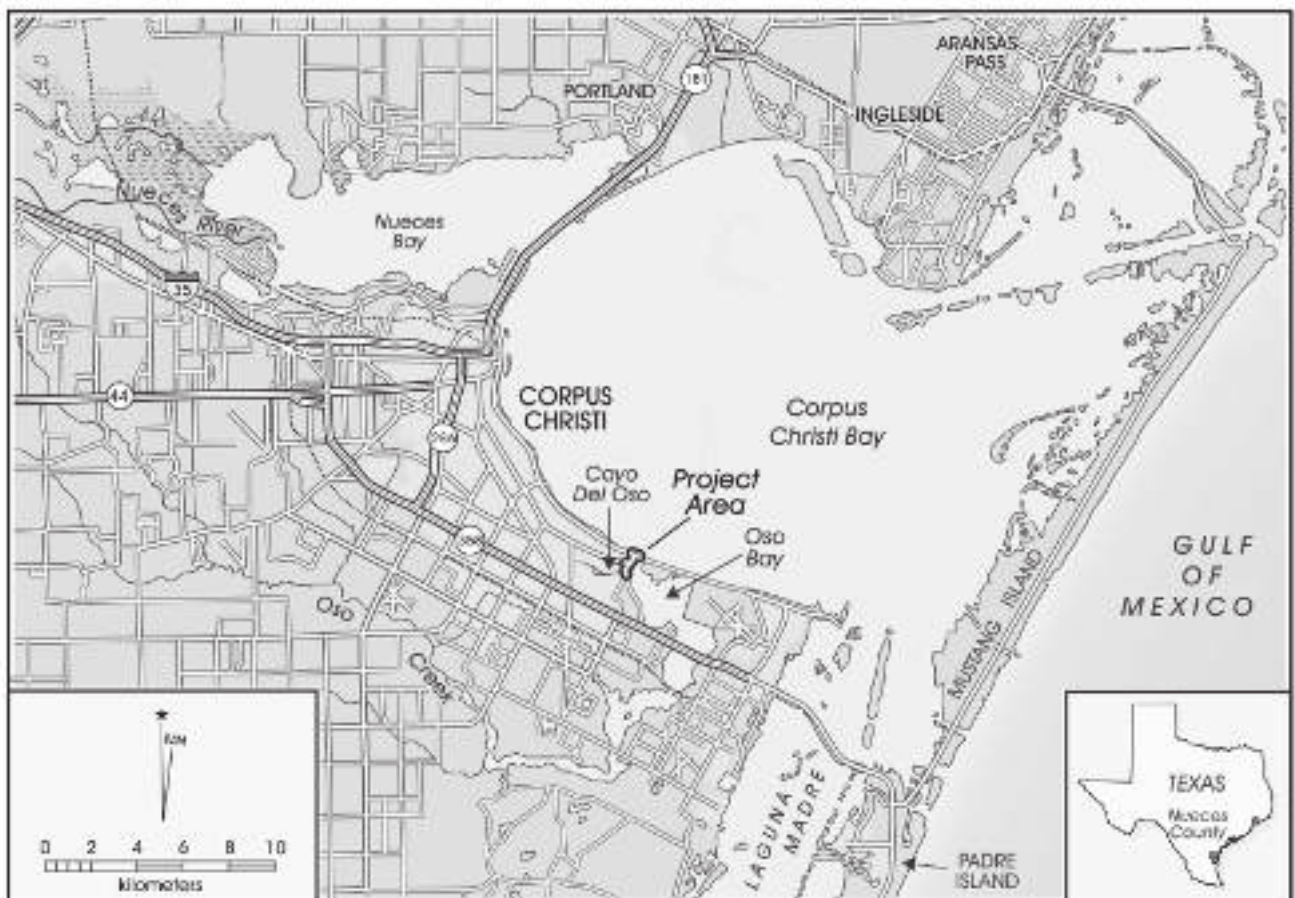 ARANSAS
PASS
181
PORTLAND
INGLESIDE
Nueces
River
Nueces
Bay
35
44
CORPUS
CHRISTI
Corpus
Christi Bay
Cayo
Del Oso
Project
Area
Oso
Bay
GULF
OF
MEXICO
MUSTANG ISLAND
Oso
Creek
LAGUNA
MADRE
PADRE
ISLAND
0 2 4 6 8 10
kilometers
TEXAS
Nueces
County